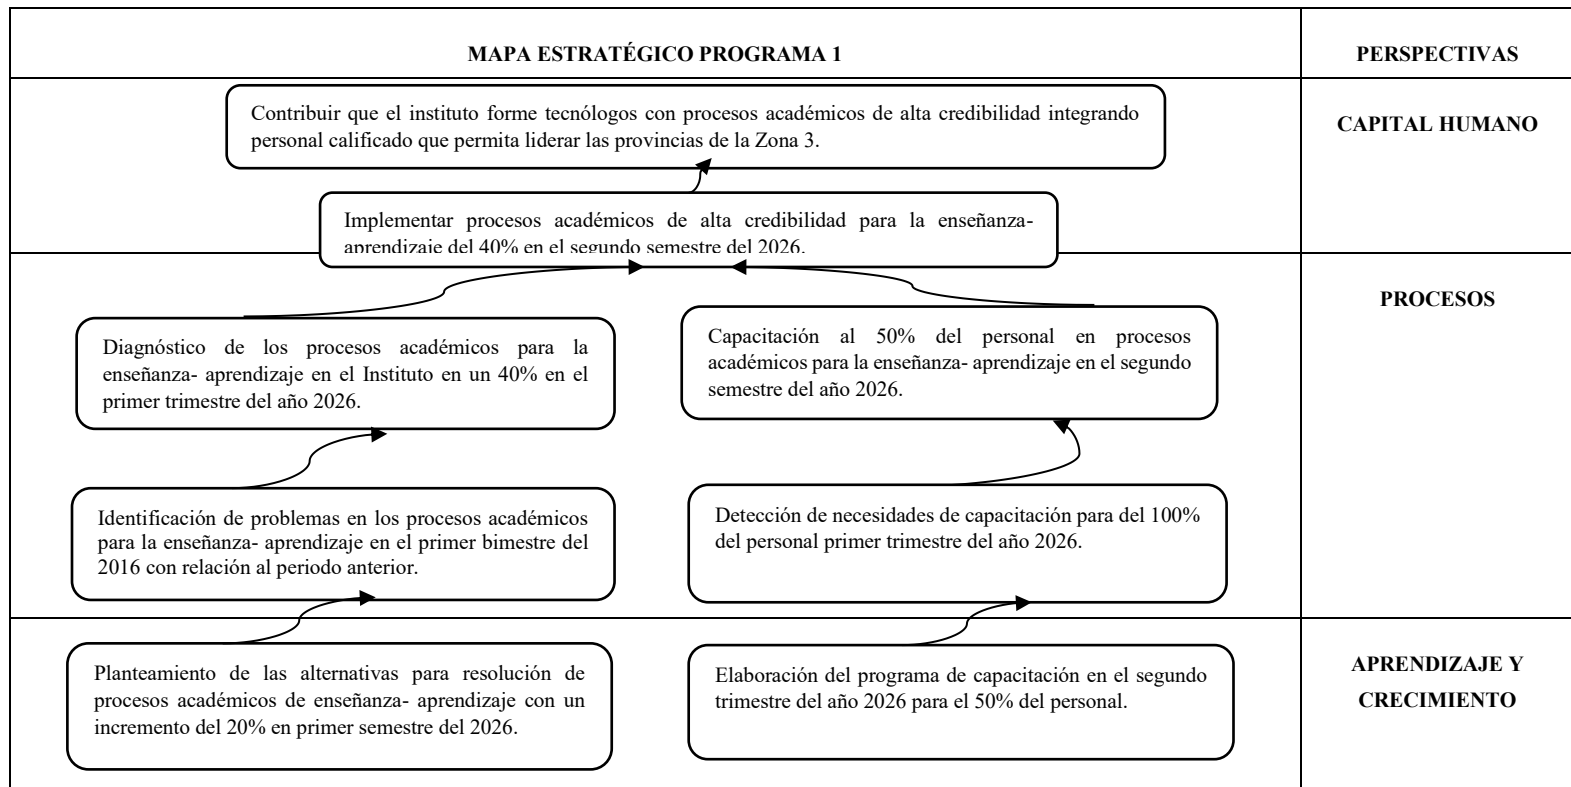 MAPA ESTRATÉGICO PROGRAMA 1
PERSPECTIVAS
Contribuir que el instituto forme tecnólogos con procesos académicos de alta credibilidad integrando
personal calificado que permita liderar las provincias de la Zona 3.
CAPITAL HUMANO
Implementar procesos académicos de alta credibilidad para la enseñanza-
aprendizaje del 40% en el segundo semestre del 2026.
PROCESOS
Diagnóstico de los procesos académicos para la
enseñanza- aprendizaje en el Instituto en un 40% en el
primer trimestre del año 2026.
Capacitación al 50% del personal en procesos
académicos para la enseñanza- aprendizaje en el segundo
semestre del año 2026.
Identificación de problemas en los procesos académicos
para la enseñanza- aprendizaje en el primer bimestre del
2016 con relación al periodo anterior.
Detección de necesidades de capacitación para del 100%
del personal primer trimestre del año 2026.
Planteamiento de las alternativas para resolución de
procesos académicos de enseñanza- aprendizaje con un
incremento del 20% en primer semestre del 2026.
Elaboración del programa de capacitación en el segundo
trimestre del año 2026 para el 50% del personal.
APRENDIZAJE Y
CRECIMIENTO